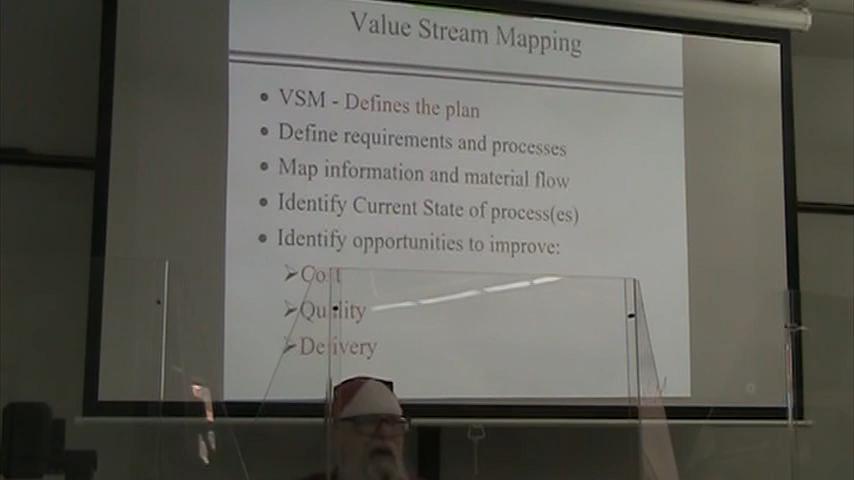 Value Stream Mapping
• VSM - Defines the plan
• Define requirements and processes
• Map information and material flow
• Identify Current State of process(es)
• Identify opportunities to improve:
➢Cost
➢Quality
➢Delivery